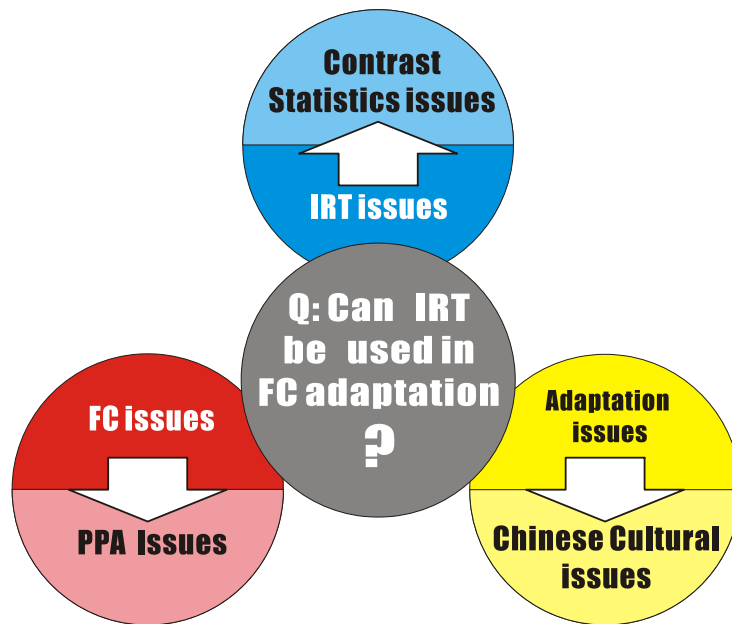 Contrast
Statistics issues
IRT issues
Q: Can IRT
be used in
FC adaptation
?
FC issues
PPA Issues
Adaptation
issues
Chinese Cultural
issues